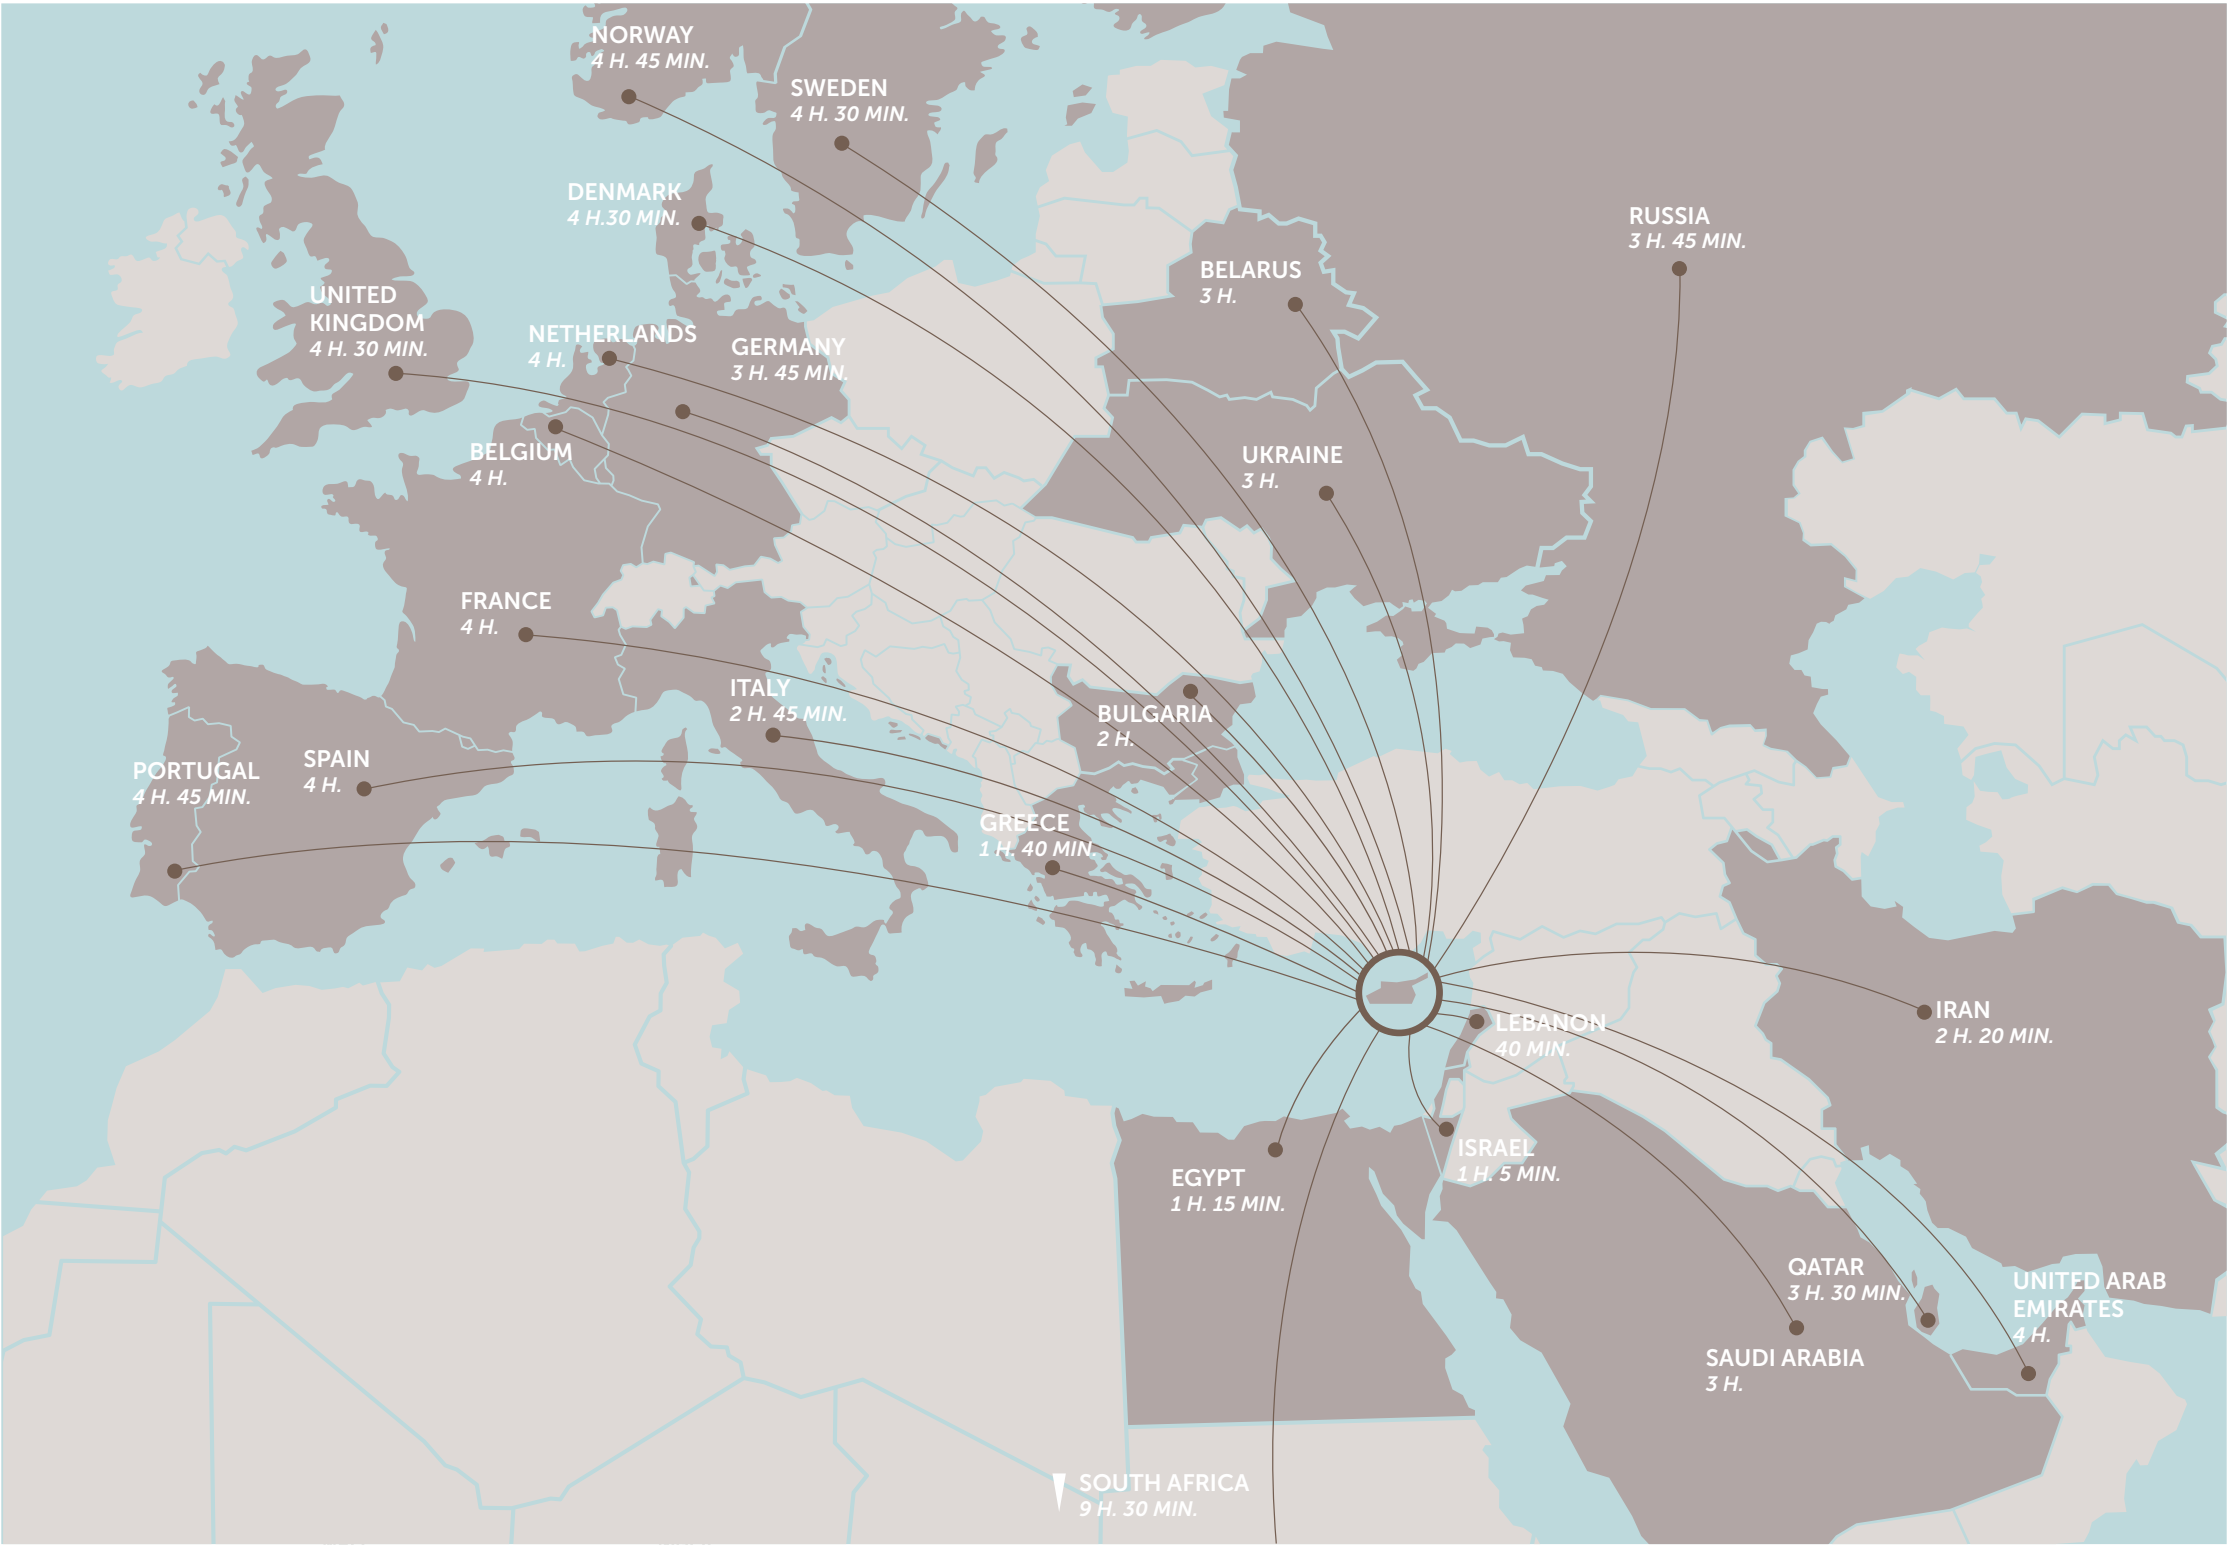 NORWAY
4 H. 45 MIN.
SWEDEN
4 H. 30 MIN.
DENMARK
4 H.30 MIN.
RUSSIA
3 H. 45 MIN.
BELARUS
3 H.
UNITED
KINGDOM
4 H. 30 MIN.
NETHERLANDS
4 H.
GERMANY
3 H. 45 MIN.
BELGIUM
4 H.
UKRAINE
3 H.
FRANCE
4 H.
ITALY
2 H. 45 MIN.
BULGARIA
2 H.
SPAIN
4 H.
PORTUGAL
4 H. 45 MIN.
GREECE
1 H. 40 MIN.
IRAN
2 H. 20 MIN.
LEBANON
40 MIN.
ISRAEL
1 H. 5 MIN.
EGYPT
1 H. 15 MIN.
QATAR
3 H. 30 MIN.
UNITED ARAB
EMIRATES
4 H.
SAUDI ARABIA
3 H.
SOUTH AFRICA
9 H. 30 MIN.